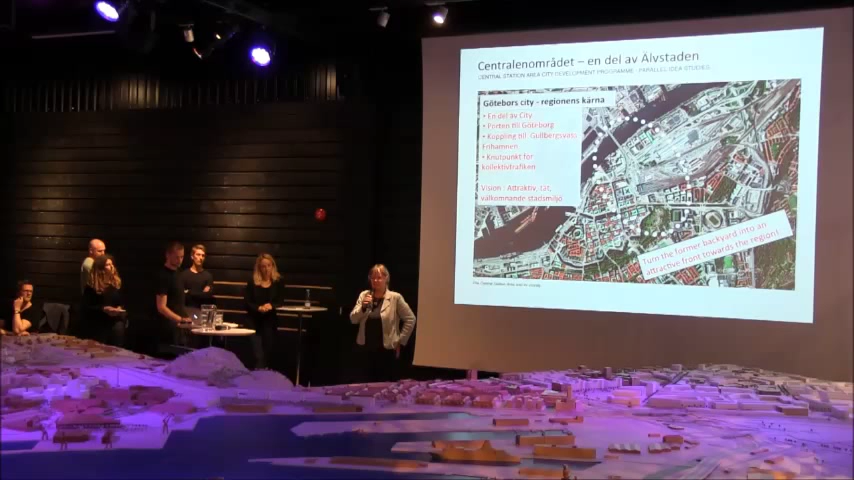 Centralenområdet – en del av Älvstaden
CENTRAL STATION AREA CITY DEVELOPMENT PROGRAMME - PARALLEL IDEA STUDIES
Götebors city - regionens kärna
• En del av City
• Porten till Göteborg
• Koppling till Gullbergsvass
Frihamnen
• Knutpunkt för
kollektivtrafiken
Vision : Attraktiv, tät,
välkomnande stadsmiljö
Turn the former backyard into an
attractive front towards the region!